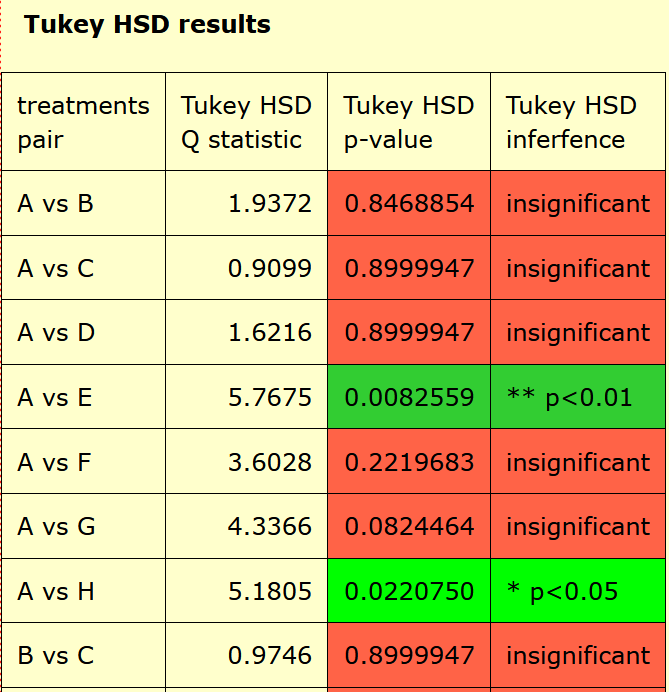 Tukey HSD results
treatments pair Tukey HSD Q statistic Tukey HSD p-value Tukey HSD inferfence
A vs B 1.9372 0.8468854 insignificant
A vs C 0.9099 0.8999947 insignificant
A vs D 1.6216 0.8999947 insignificant
A vs E 5.7675 0.0082559 ** p<0.01
A vs F 3.6028 0.2219683 insignificant
A vs G 4.3366 0.0824464 insignificant
A vs H 5.1805 0.0220750 * p<0.05
B vs C 0.9746 0.8999947 insignificant